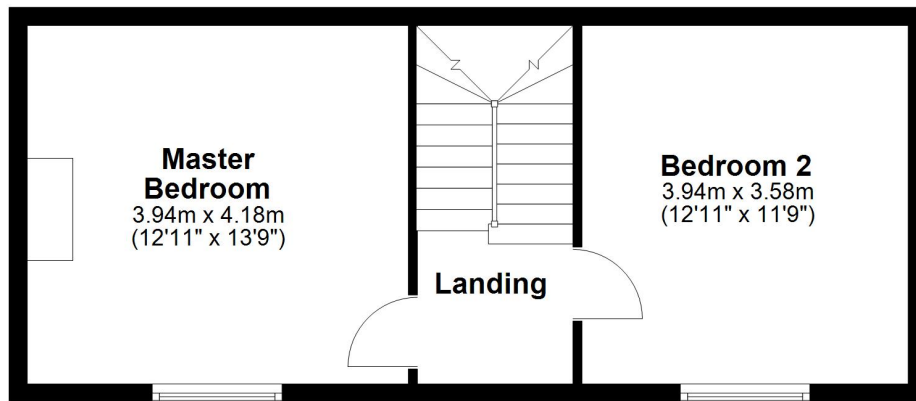 Master
Bedroom
3.94m x 4.18m
(12'11" x 13'9")
Bedroom 2
3.94m x 3.58m
(12'11" x 11'9")
Landing